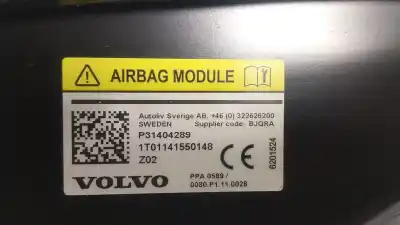 AIRBAG MODULE
Autoliv Sverige AB, +46 (0) 322626200
SWEDEN Supplier code: BJQRA
P31404289
1T01141550148
Z02
CE
6201524
VOLVO
PPA 0589 /
0080.P1.11.0028